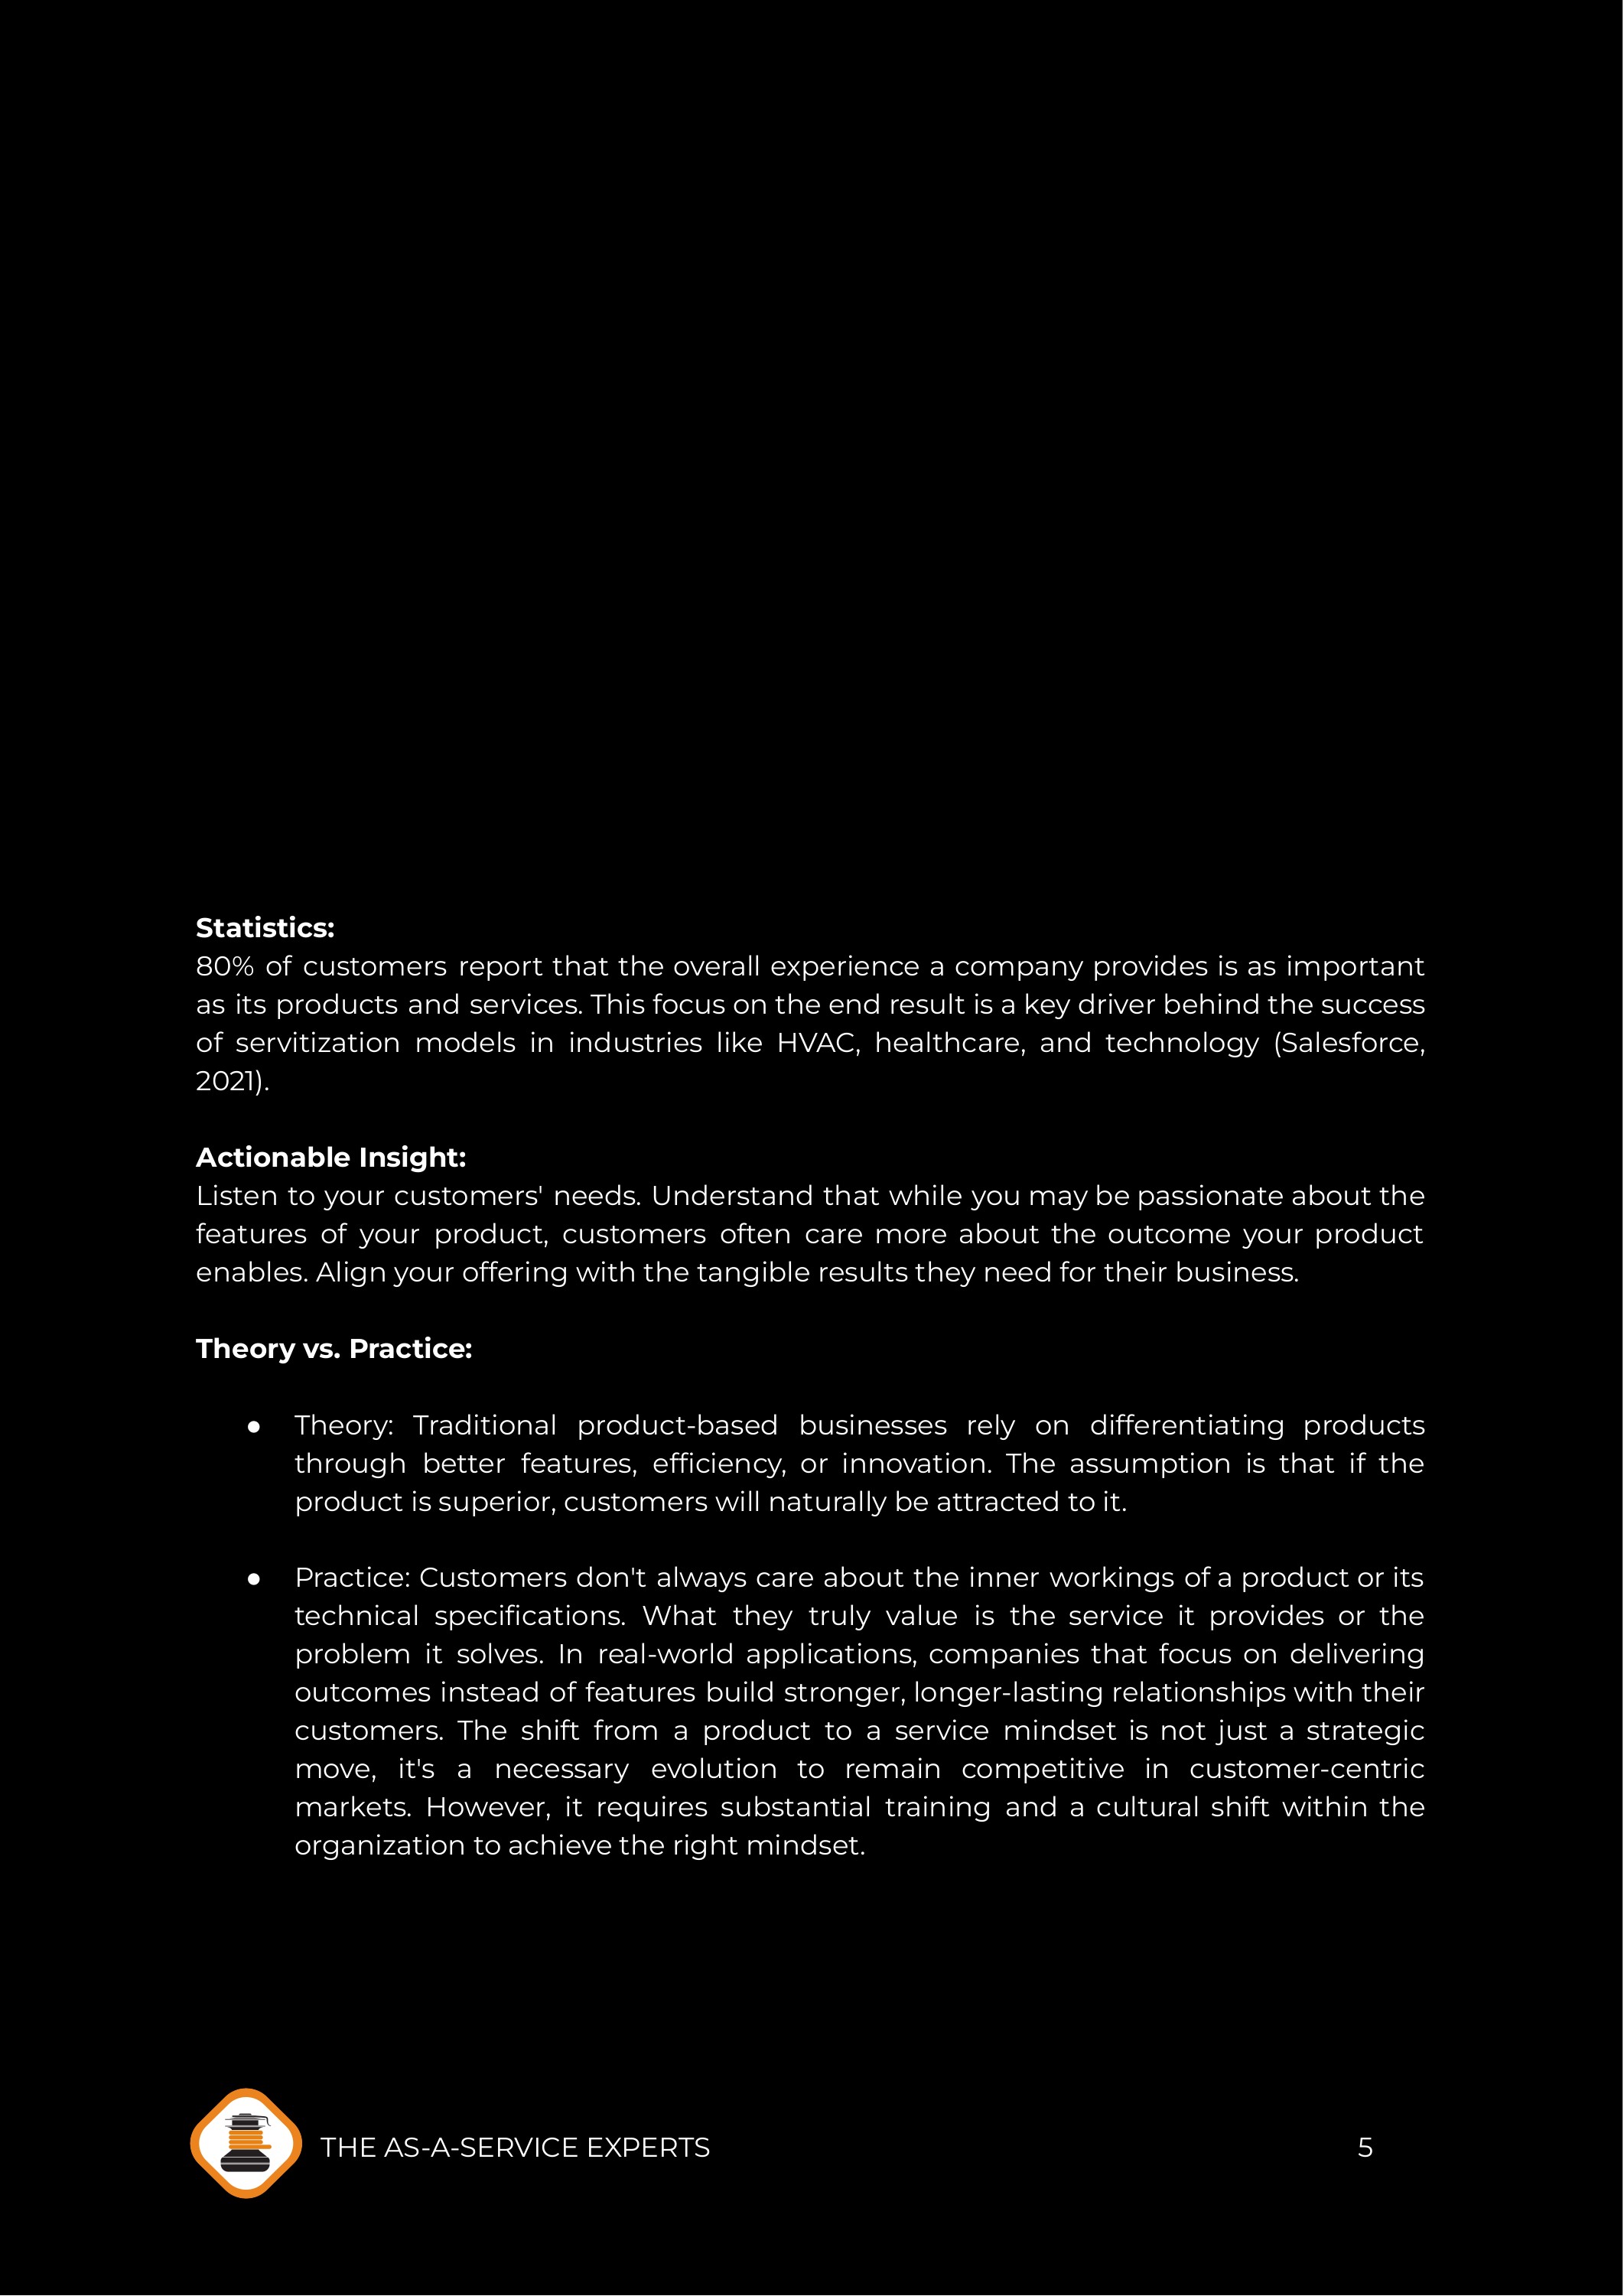 Statistics:
80% of customers report that the overall experience a company provides is as important
as its products and services. This focus on the end result is a key driver behind the success
of servitization models in industries like HVAC, healthcare, and technology (Salesforce,
2021).
Actionable Insight:
Listen to your customers' needs. Understand that while you may be passionate about the
features of your product, customers often care more about the outcome your product
enables. Align your offering with the tangible results they need for their business.
Theory vs. Practice:
● Theory: Traditional product-based businesses rely on differentiating products
through better features, efficiency, or innovation. The assumption is that if the
product is superior, customers will naturally be attracted to it.
● Practice: Customers don't always care about the inner workings of a product or its
technical specifications. What they truly value is the service it provides or the
problem it solves. In real-world applications, companies that focus on delivering
outcomes instead of features build stronger, longer-lasting relationships with their
customers. The shift from a product to a service mindset is not just a strategic
move, it's a necessary evolution to remain competitive in customer-centric
markets. However, it requires substantial training and a cultural shift within the
organization to achieve the right mindset.
THE AS-A-SERVICE EXPERTS 5